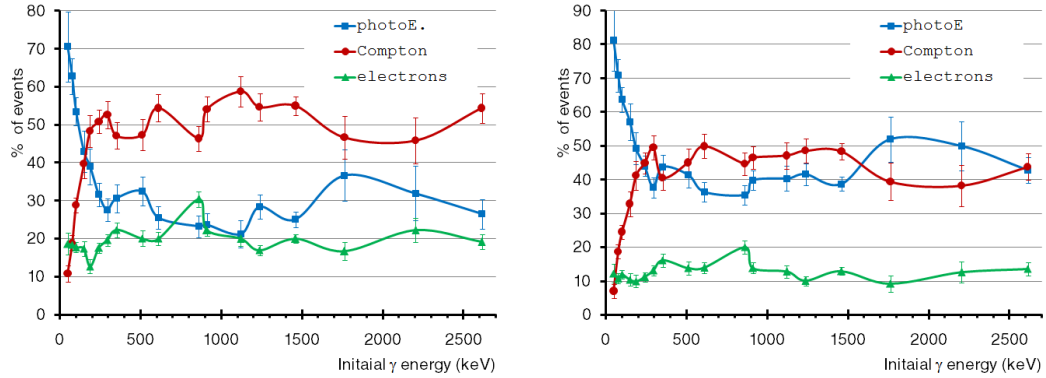 80
70
60
50
40
30
20
10
0
% of events
photoE.
Compton
electrons
0 500 1000 1500 2000 2500
Initaial γ energy (keV)
90
80
70
60
50
40
30
20
10
0
% of events
photoE
Compton
electrons
0 500 1000 1500 2000 2500
Initaial γ energy (keV)